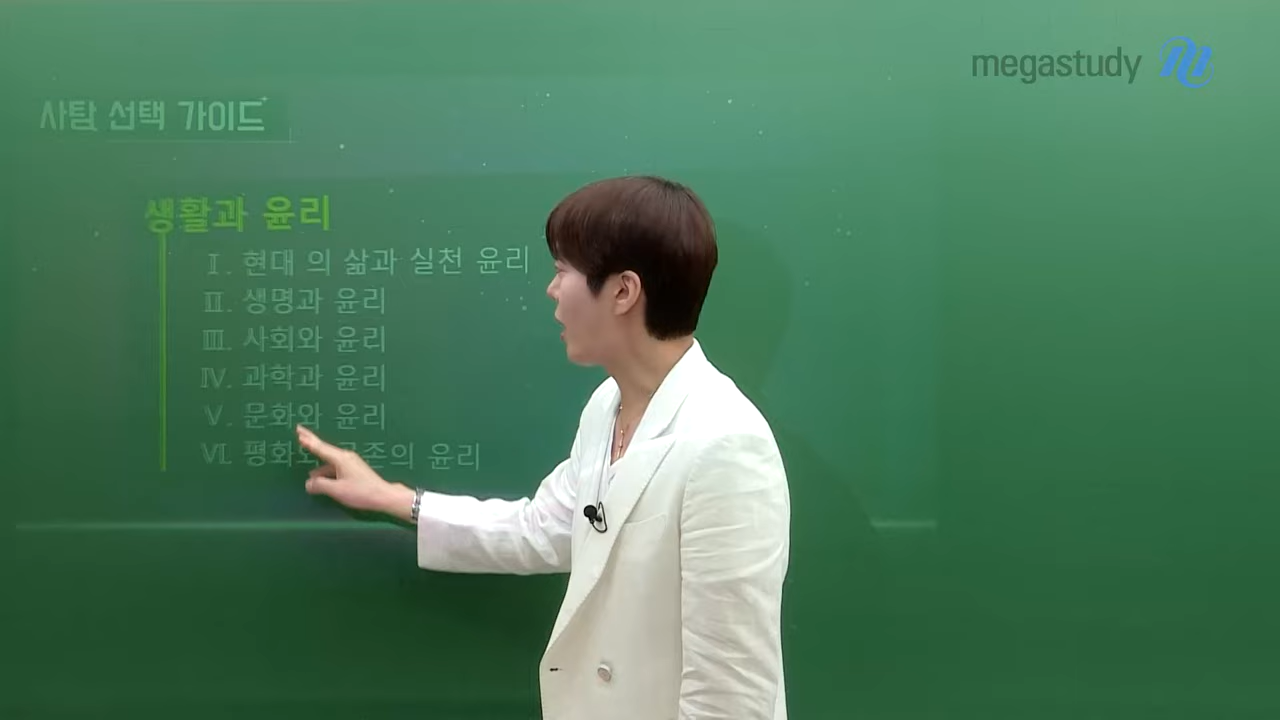 megastudy
사탐 선택 가이드
생활과 윤리
Ⅰ. 현대 의 삶과 실천 윤리
Ⅱ. 생명과 윤리
Ⅲ. 사회와 윤리
Ⅳ. 과학과 윤리
Ⅴ. 문화와 윤리
Ⅵ. 평화와 공존의 윤리